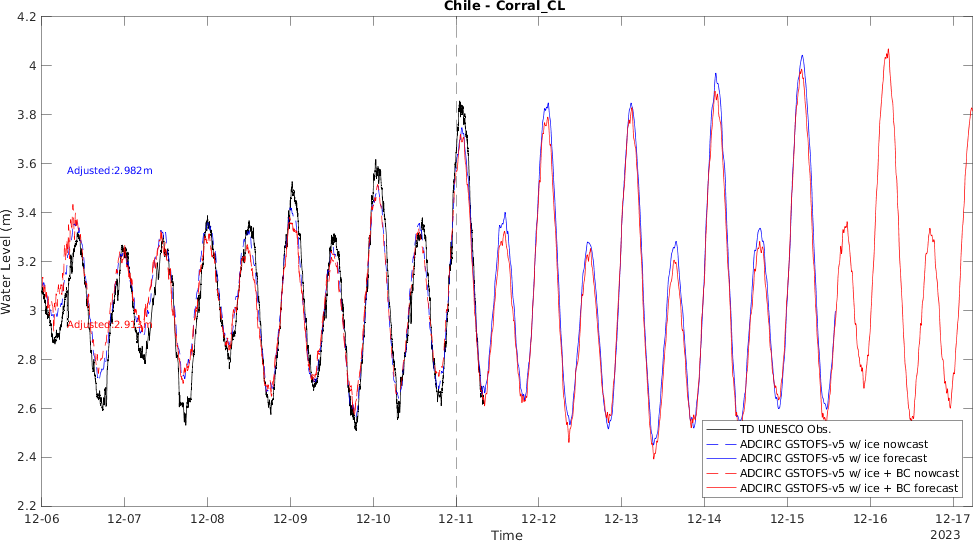 Chile - Corral_CL
4.2
4
3.8
3.6
3.4
3.2
3
2.8
2.6
2.4
2.2
Water Level (m)
Adjusted:2.982m
Adjusted:2.913m
TD UNESCO Obs.
ADCIRC GSTOFS-v5 w/ ice nowcast
ADCIRC GSTOFS-v5 w/ ice forecast
ADCIRC GSTOFS-v5 w/ ice + BC nowcast
ADCIRC GSTOFS-v5 w/ ice + BC forecast
12-06 12-07 12-08 12-09 12-10 12-11 12-12 12-13 12-14 12-15 12-16 12-17
Time
2023